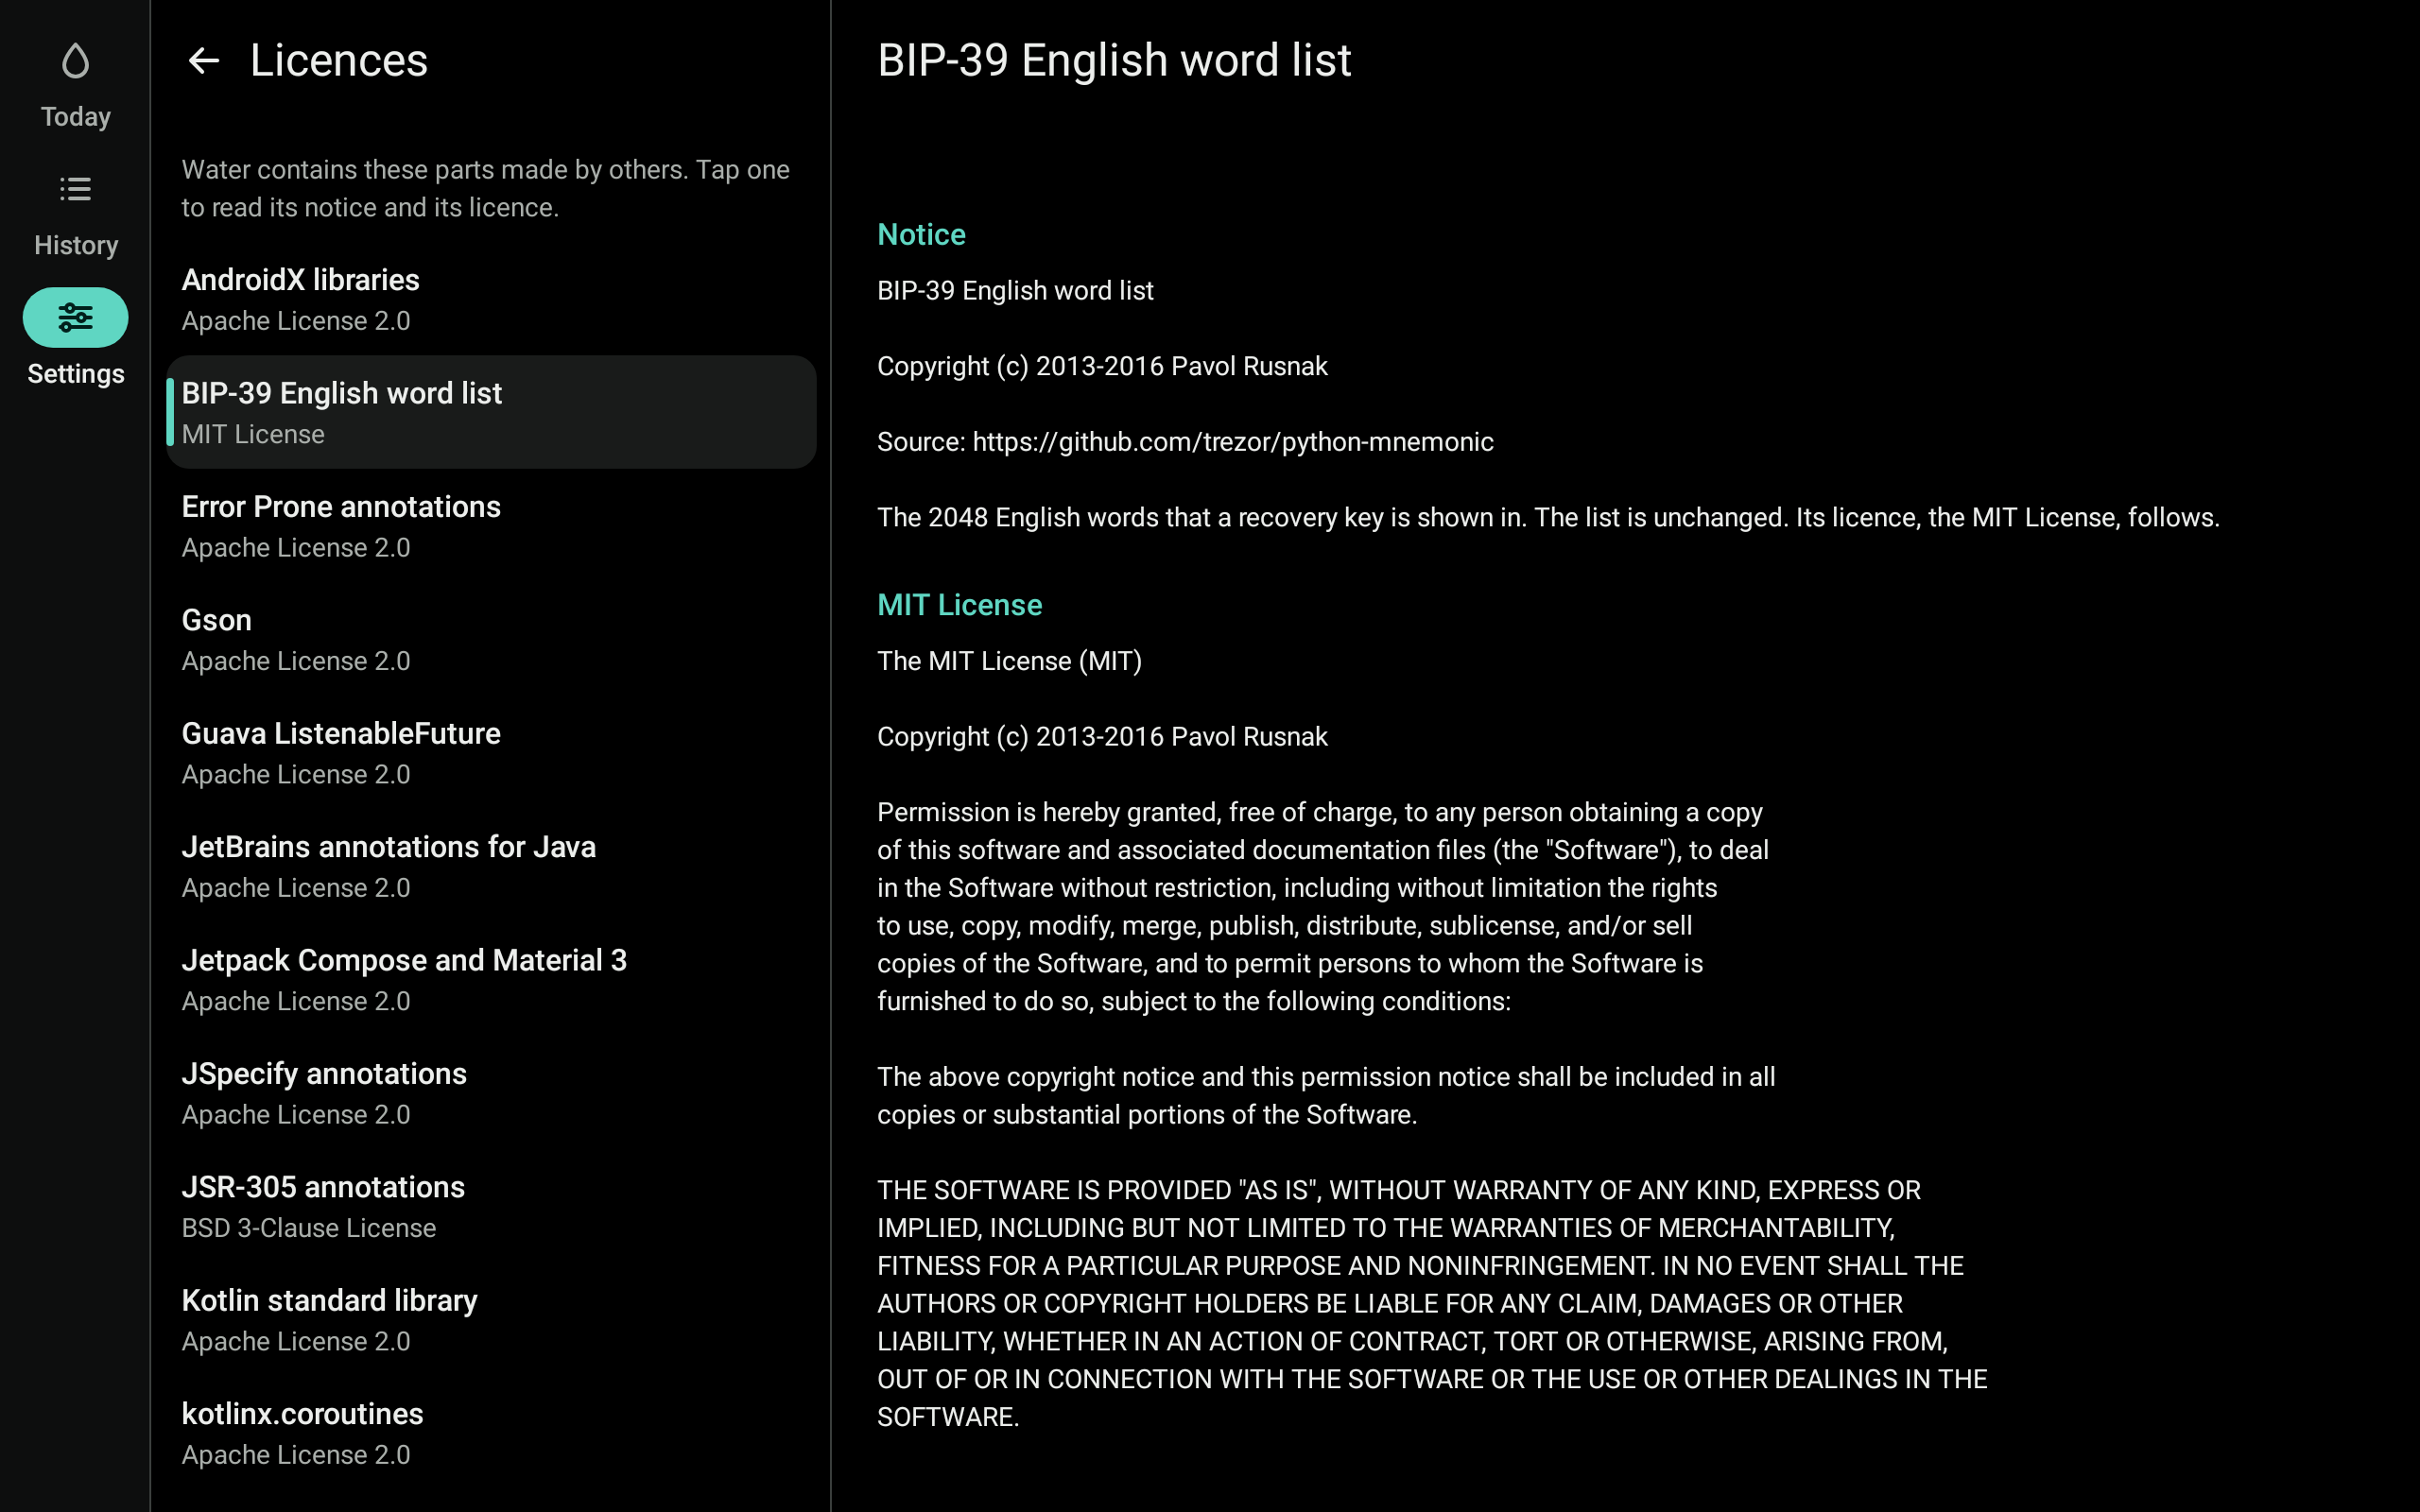 Today
History
Settings
Licences
Water contains these parts made by others. Tap one
to read its notice and its licence.
AndroidX libraries
Apache License 2.0
BIP-39 English word list
MIT License
Error Prone annotations
Apache License 2.0
Gson
Apache License 2.0
Guava ListenableFuture
Apache License 2.0
JetBrains annotations for Java
Apache License 2.0
Jetpack Compose and Material 3
Apache License 2.0
JSpecify annotations
Apache License 2.0
JSR-305 annotations
BSD 3-Clause License
Kotlin standard library
Apache License 2.0
kotlinx.coroutines
Apache License 2.0
BIP-39 English word list
Notice
BIP-39 English word list
Copyright (c) 2013-2016 Pavol Rusnak
Source: https://github.com/trezor/python-mnemonic
The 2048 English words that a recovery key is shown in. The list is unchanged. Its licence, the MIT License, follows.
MIT License
The MIT License (MIT)
Copyright (c) 2013-2016 Pavol Rusnak
Permission is hereby granted, free of charge, to any person obtaining a copy
of this software and associated documentation files (the "Software"), to deal
in the Software without restriction, including without limitation the rights
to use, copy, modify, merge, publish, distribute, sublicense, and/or sell
copies of the Software, and to permit persons to whom the Software is
furnished to do so, subject to the following conditions:
The above copyright notice and this permission notice shall be included in all
copies or substantial portions of the Software.
THE SOFTWARE IS PROVIDED "AS IS", WITHOUT WARRANTY OF ANY KIND, EXPRESS OR
IMPLIED, INCLUDING BUT NOT LIMITED TO THE WARRANTIES OF MERCHANTABILITY,
FITNESS FOR A PARTICULAR PURPOSE AND NONINFRINGEMENT. IN NO EVENT SHALL THE
AUTHORS OR COPYRIGHT HOLDERS BE LIABLE FOR ANY CLAIM, DAMAGES OR OTHER
LIABILITY, WHETHER IN AN ACTION OF CONTRACT, TORT OR OTHERWISE, ARISING FROM,
OUT OF OR IN CONNECTION WITH THE SOFTWARE OR THE USE OR OTHER DEALINGS IN THE
SOFTWARE.